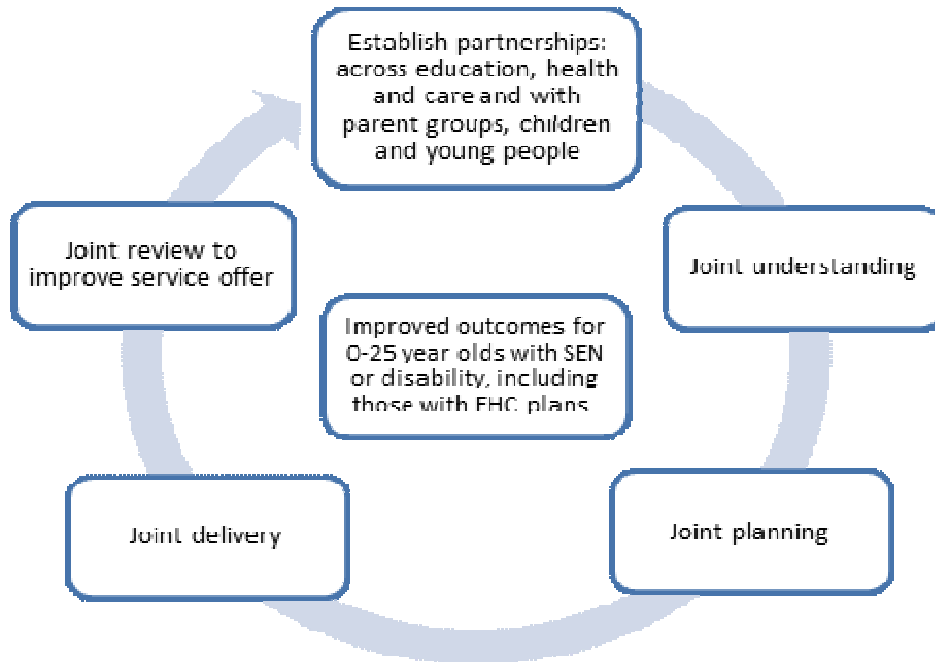 Establish partnerships:
across education, health
and care and with
parent groups, children
and young people
Joint understanding
Joint planning
Joint delivery
Joint review to
improve service offer
Improved outcomes for
0-25 year olds with SEN
or disability, including
those with EHC plans